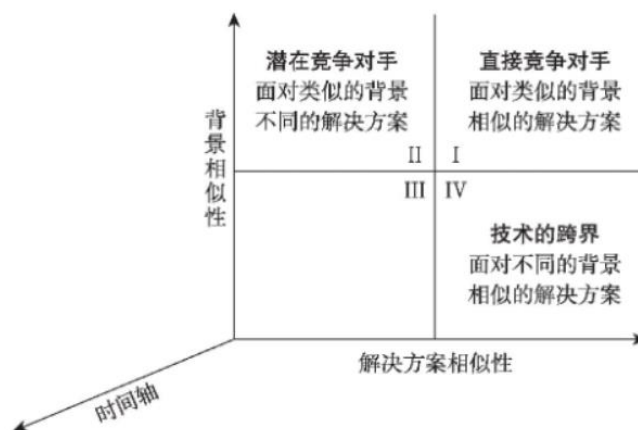 潜在竞争对手
面对类似的背景
不同的解决方案
II
直接竞争对手
面对类似的背景
相似的解决方案
I
背景相似性
III
IV
技术的跨界
面对不同的背景
相似的解决方案
解决方案相似性
时间轴